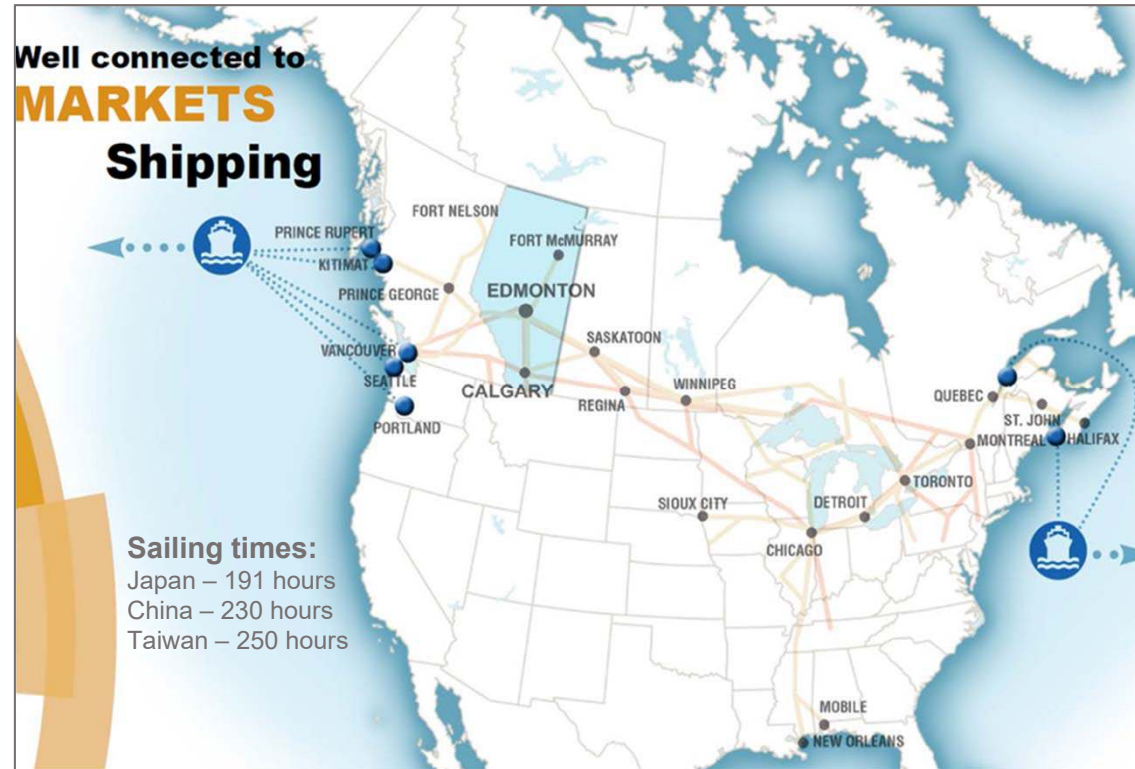 Well connected to
MARKETS
Shipping
FORT NELSON
PRINCE RUPERT
FORT McMURRAY
KITIMAT
PRINCE GEORGE
EDMONTON
SASKATOON
VANCOUVER
SEATTLE
CALGARY
WINNIPEG
REGINA
QUEBEC
ST. JOHN
PORTLAND
MONTREAL
HALIFAX
TORONTO
SIOUX CITY
DETROIT
CHICAGO
Sailing times:
Japan – 191 hours
China – 230 hours
Taiwan – 250 hours
MOBILE
NEW ORLEANS